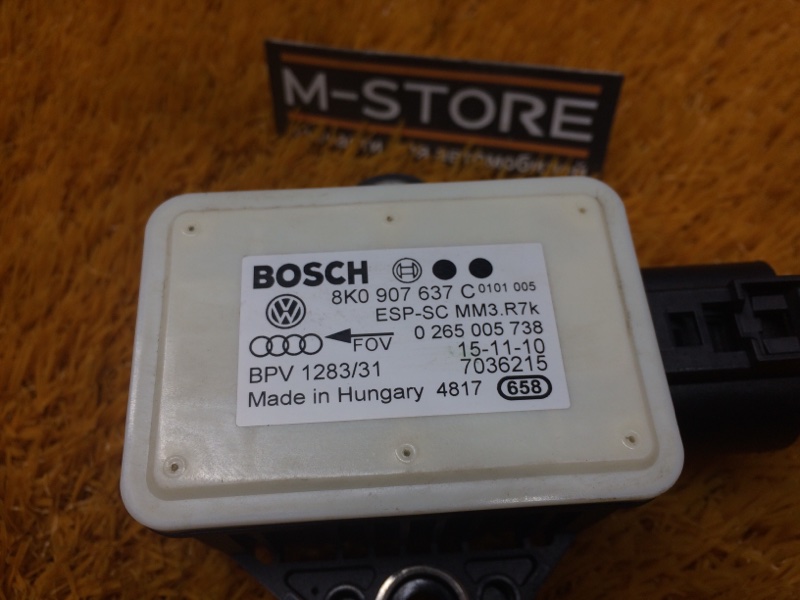 M-STORE
BOSCH
8K0 907 637 C 0101 005
ESP-SC MM3.R7k
FOV 0 265 005 738
15-11-10
BPV 1283/31 7036215
Made in Hungary 4817 658